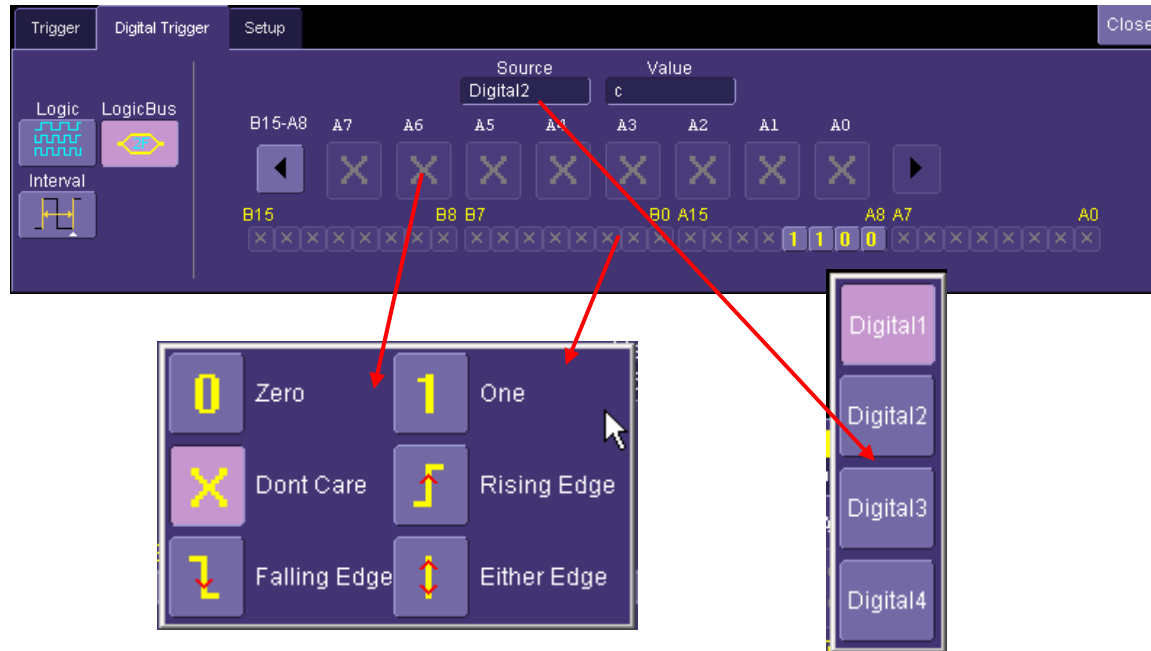 Trigger Digital Trigger Setup Close
Source Value
Digital2 c
Logic LogicBus
B15-A8 A7 A6 A5 A4 A3 A2 A1 A0
Interval
B15 B8 B7 B0 A15 A8 A7 A0
X X X X X X X X X X X X X X X X X X X X 1 1 0 0 X X X X X X X X
0 Zero 1 One
X Dont Care Rising Edge
Falling Edge Either Edge
Digital1
Digital2
Digital3
Digital4